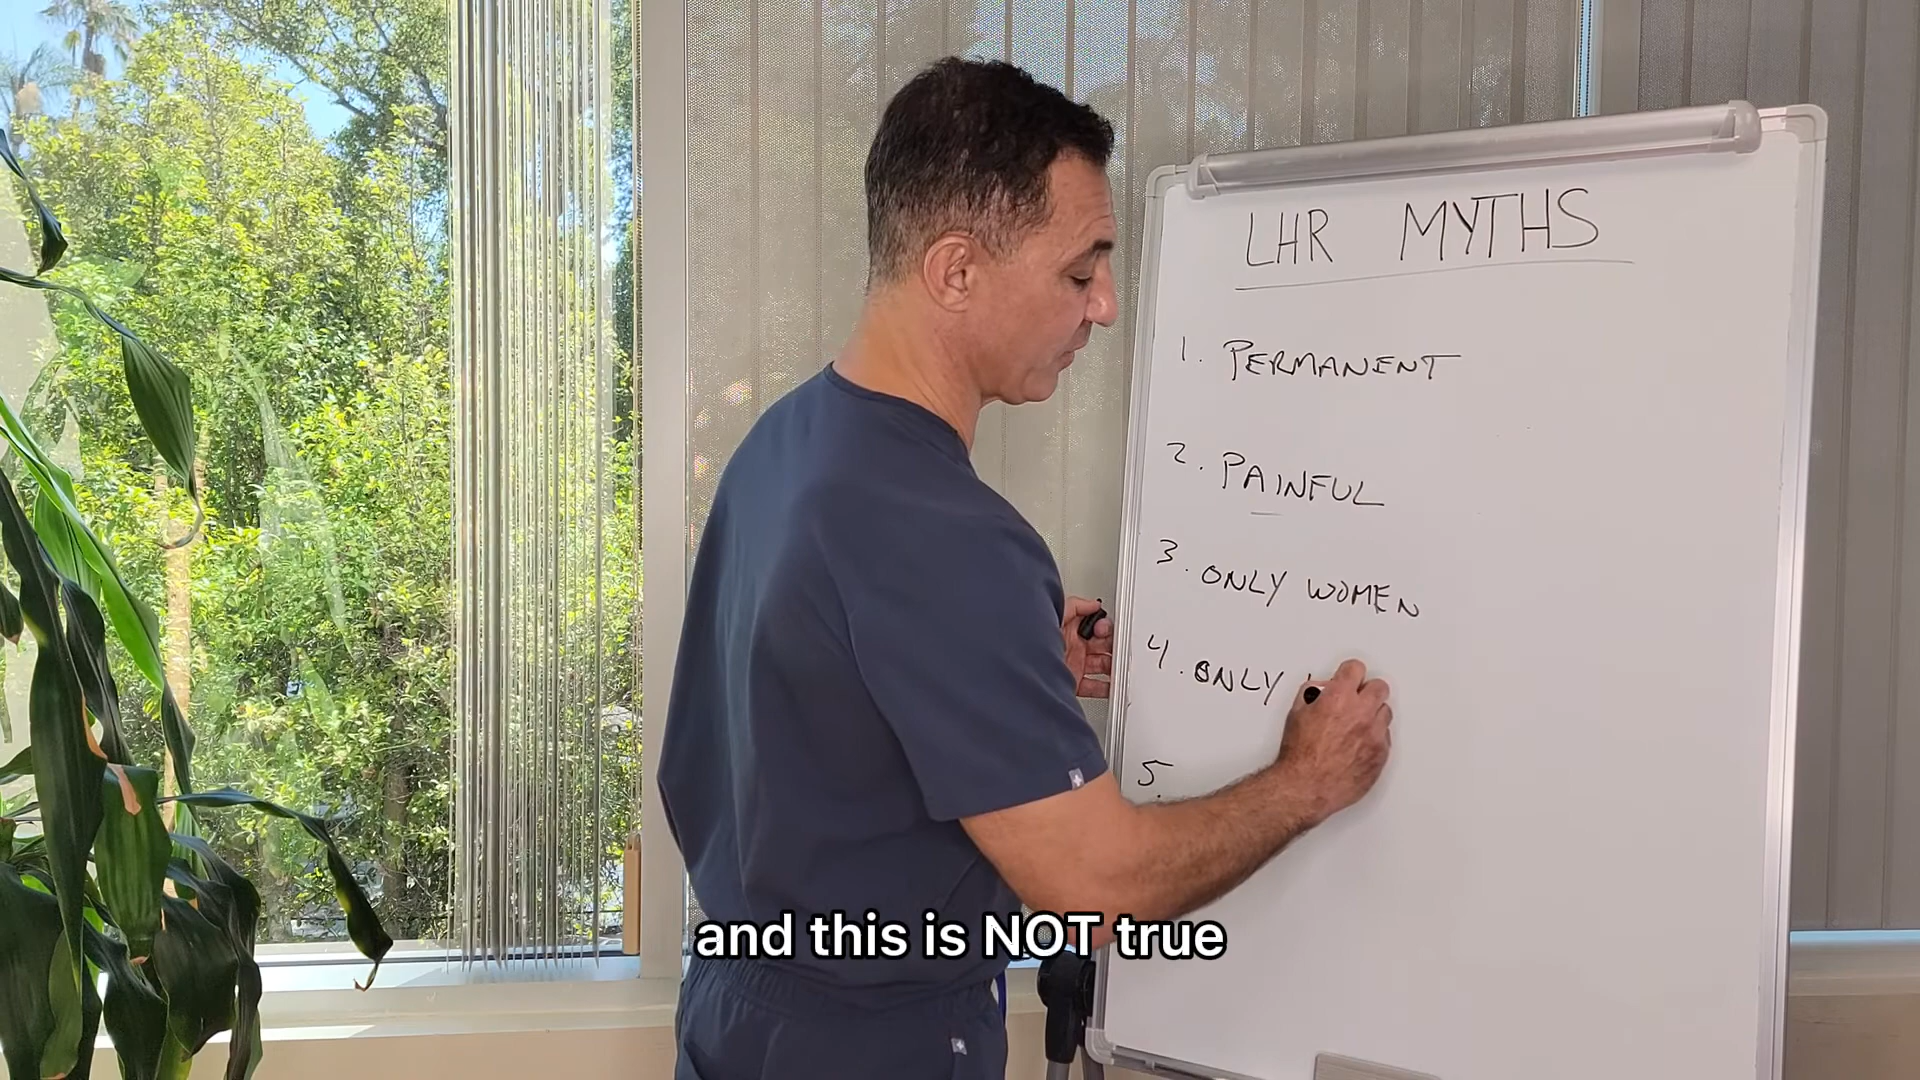 LHR MYTHS
1. PERMANENT
2. PAINFUL
3. ONLY WOMEN
4. ONLY
5.
and this is NOT true